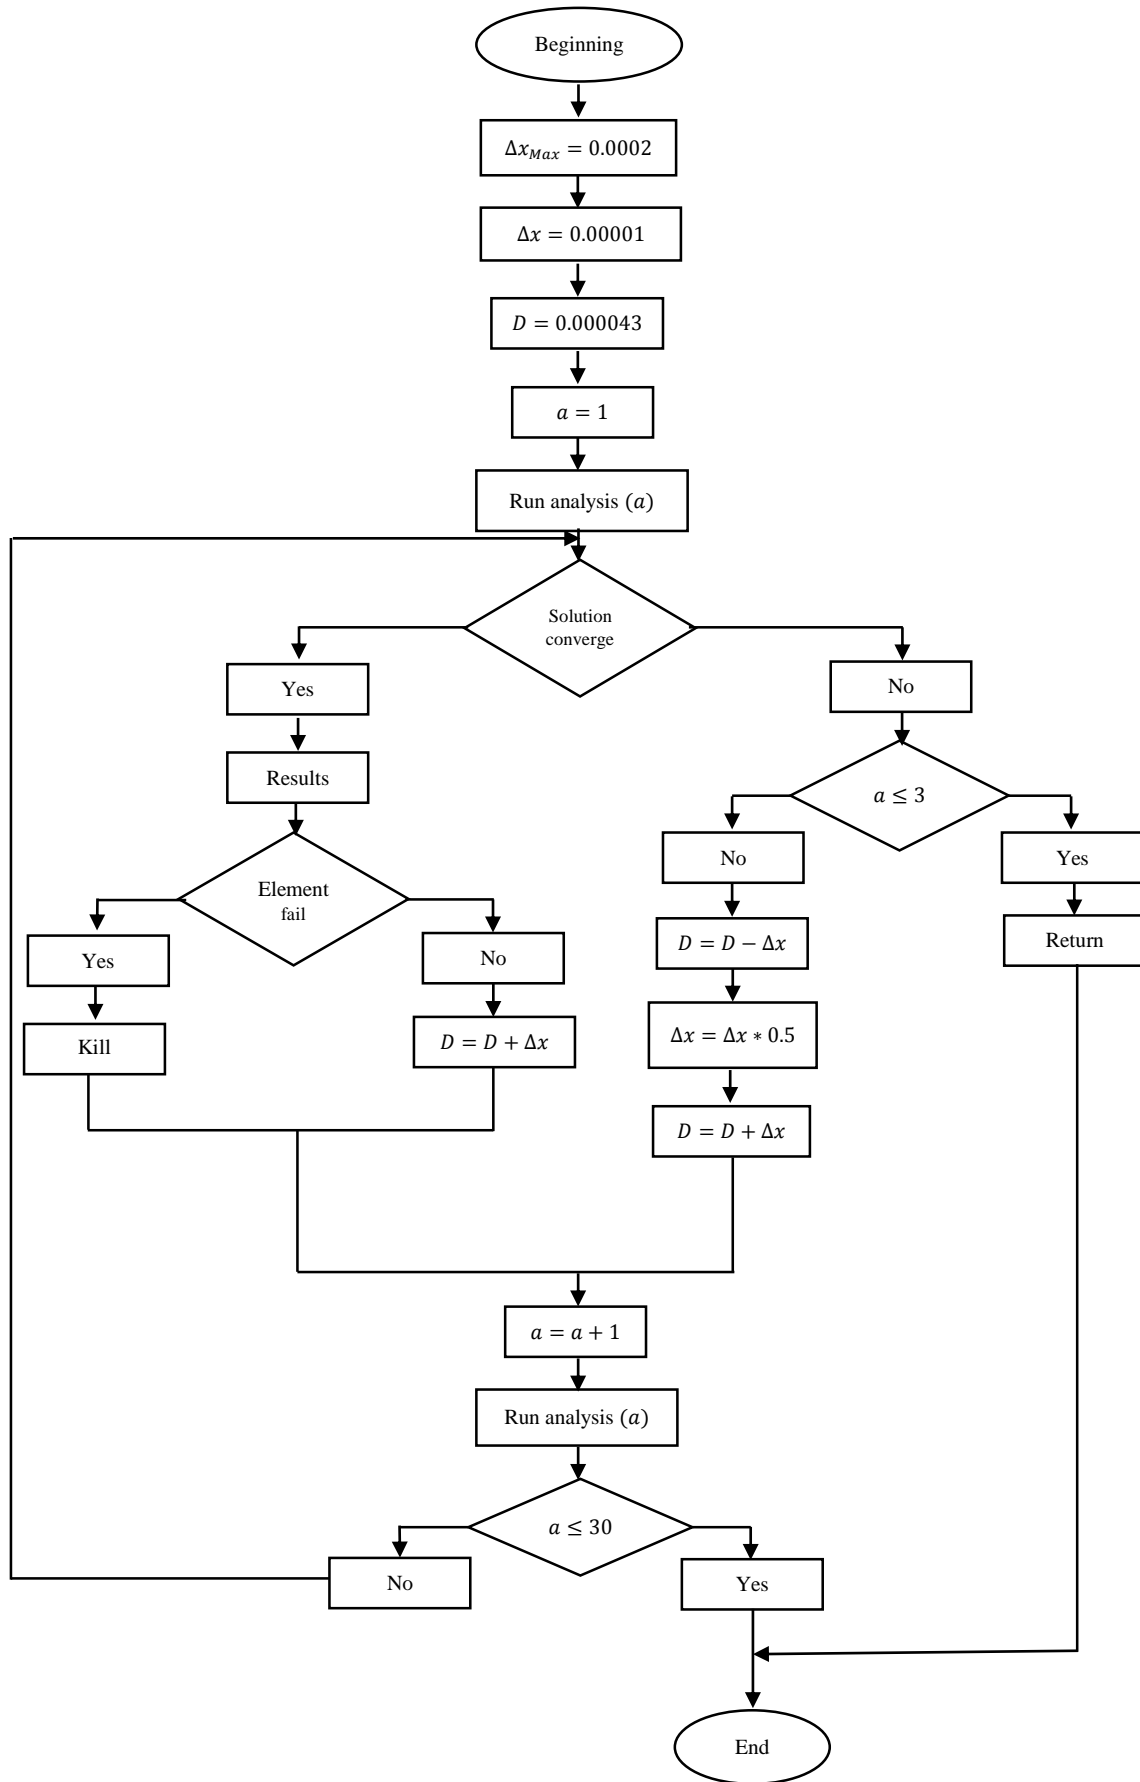 Beginning
Δx_Max = 0.0002
Δx = 0.00001
D = 0.000043
a = 1
Run analysis (a)
Solution
converge
Yes
No
Results
a ≤ 3
No
Yes
Element
fail
Yes
No
D = D − Δx
Return
Kill
D = D + Δx
Δx = Δx ∗ 0.5
D = D + Δx
a = a + 1
Run analysis (a)
a ≤ 30
No
Yes
End